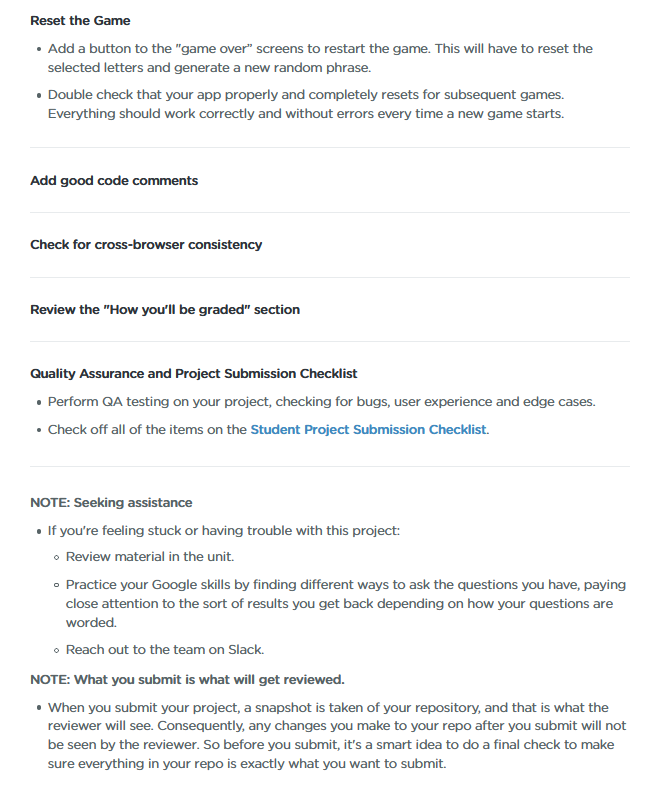 Reset the Game
• Add a button to the "game over” screens to restart the game. This will have to reset the
selected letters and generate a new random phrase.
• Double check that your app properly and completely resets for subsequent games.
Everything should work correctly and without errors every time a new game starts.
Add good code comments
Check for cross-browser consistency
Review the "How you'll be graded" section
Quality Assurance and Project Submission Checklist
• Perform QA testing on your project, checking for bugs, user experience and edge cases.
• Check off all of the items on the Student Project Submission Checklist.
NOTE: Seeking assistance
• If you're feeling stuck or having trouble with this project:
◦ Review material in the unit.
◦ Practice your Google skills by finding different ways to ask the questions you have, paying
close attention to the sort of results you get back depending on how your questions are
worded.
◦ Reach out to the team on Slack.
NOTE: What you submit is what will get reviewed.
• When you submit your project, a snapshot is taken of your repository, and that is what the
reviewer will see. Consequently, any changes you make to your repo after you submit will not
be seen by the reviewer. So before you submit, it's a smart idea to do a final check to make
sure everything in your repo is exactly what you want to submit.